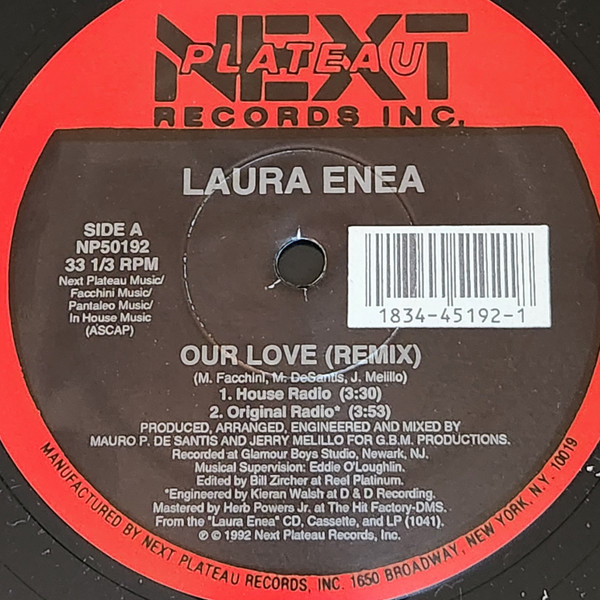 NEXT
PLATEAU
RECORDS INC.
LAURA ENEA
SIDE A
NP50192
33 1/3 RPM
Next Plateau Music/
Facchini Music/
Pantaleo Music/
In House Music
(ASCAP)
1834-45192-1
OUR LOVE (REMIX)
(M. Facchini, M. DeSantis, J. Melillo)
1. House Radio (3:30)
2. Original Radio* (3:53)
PRODUCED, ARRANGED, ENGINEERED AND MIXED BY
MAURO P. DE SANTIS AND JERRY MELILLO FOR G.B.M. PRODUCTIONS.
Recorded at Glamour Boys Studio, Newark, NJ.
Musical Supervision: Eddie O'Loughlin.
Edited by Bill Zircher at Reel Platinum.
*Engineered by Kieran Walsh at D & D Recording.
Mastered by Herb Powers Jr. at The Hit Factory-DMS.
From the "Laura Enea" CD, Cassette, and LP (1041).
℗ © 1992 Next Plateau Records, Inc.
MANUFACTURED BY NEXT PLATEAU RECORDS, INC. 1650 BROADWAY, NEW YORK, N.Y. 10019